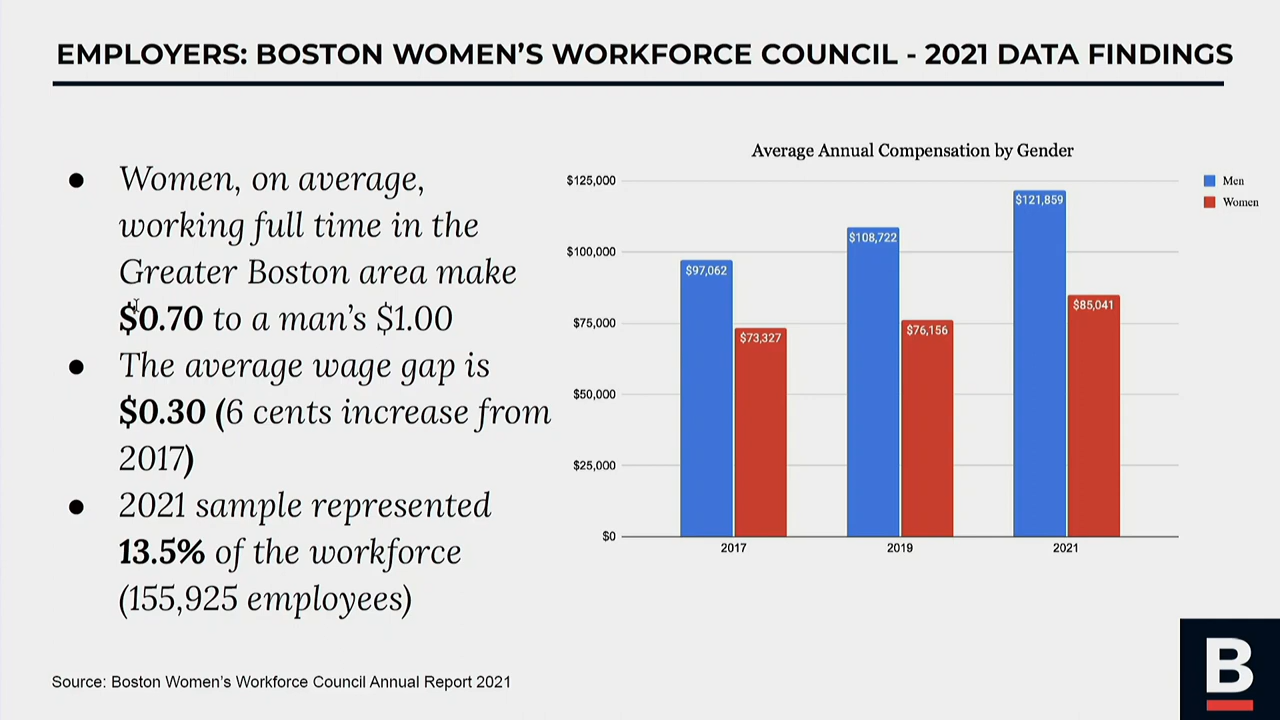 EMPLOYERS: BOSTON WOMEN'S WORKFORCE COUNCIL - 2021 DATA FINDINGS
● Women, on average,
working full time in the
Greater Boston area make
$0.70 to a man's $1.00
● The average wage gap is
$0.30 (6 cents increase from
2017)
● 2021 sample represented
13.5% of the workforce
(155,925 employees)
Average Annual Compensation by Gender
Men
Women
$125,000
$100,000
$75,000
$50,000
$25,000
$0
$97,062
$73,327
$108,722
$76,156
$121,859
$85,041
2017
2019
2021
Source: Boston Women's Workforce Council Annual Report 2021
B